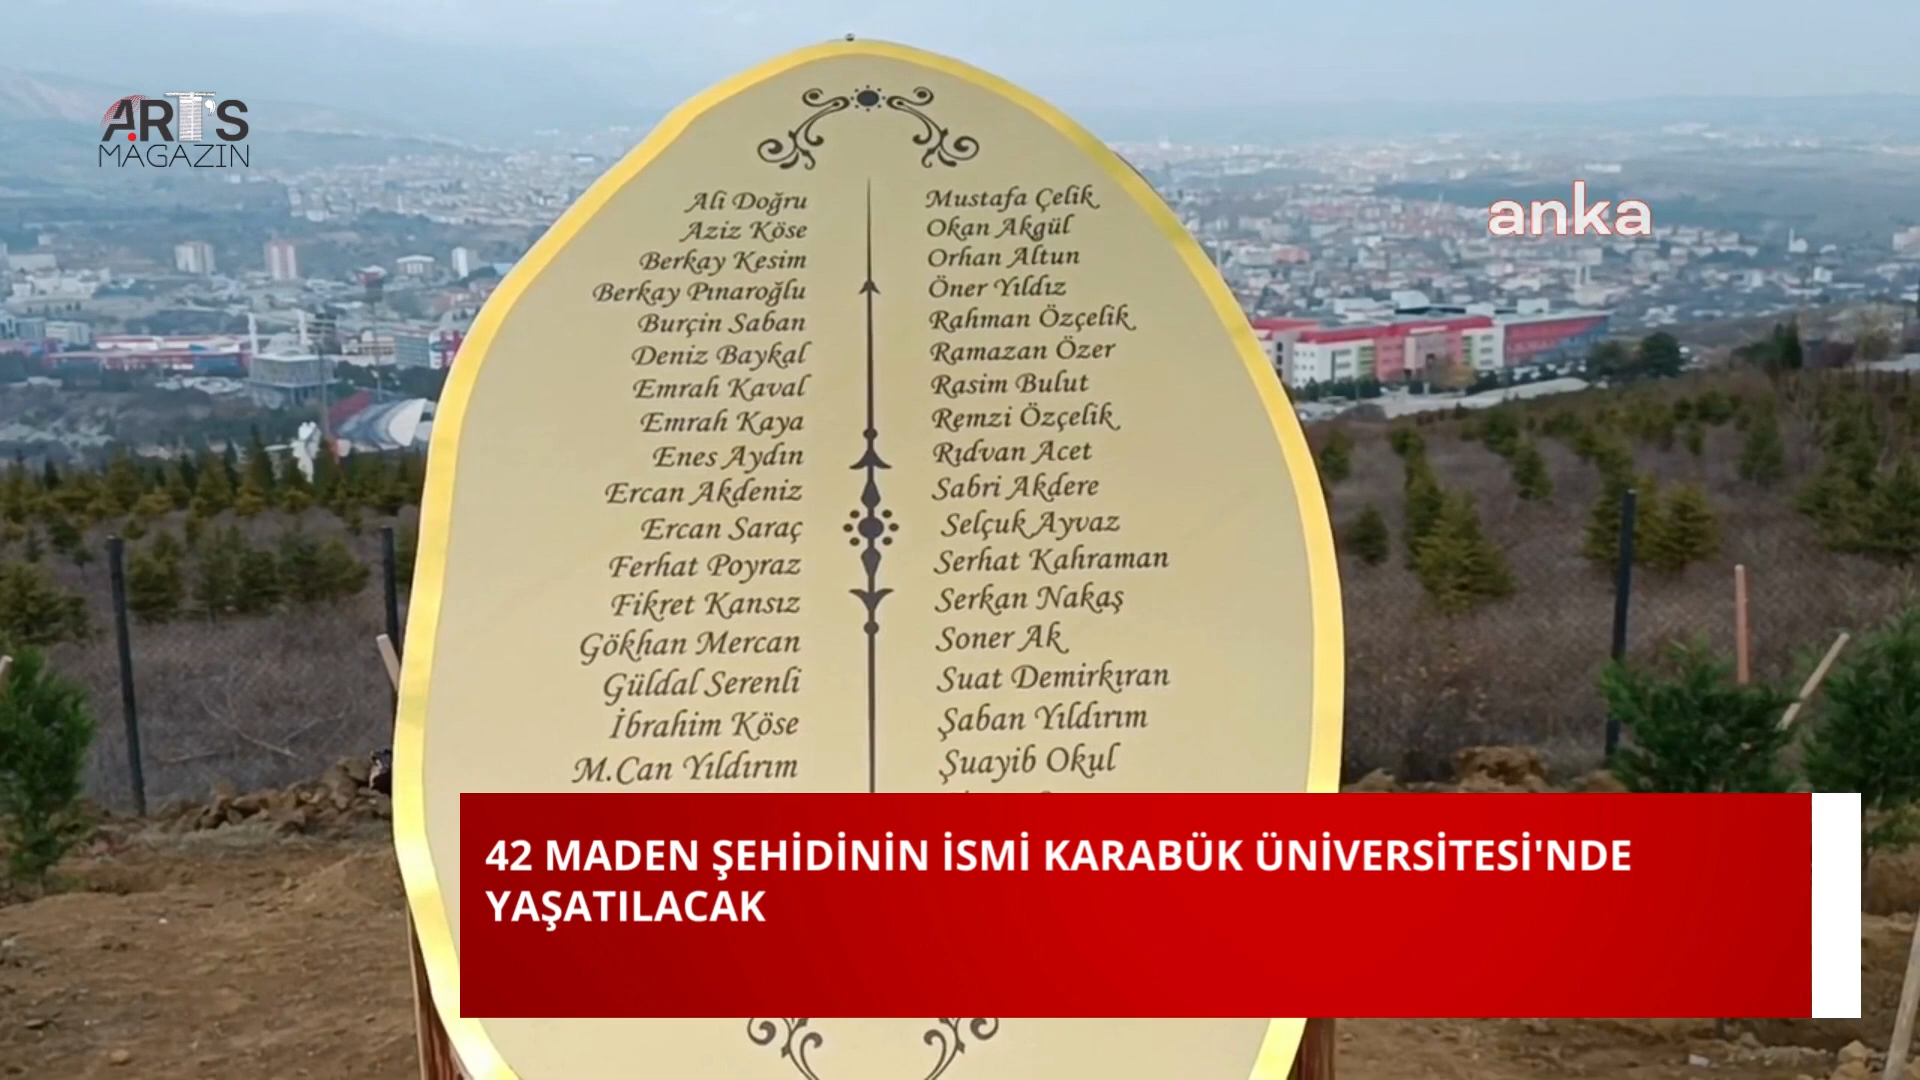 ART'S
MAGAZİN
anka
Ali Doğru
Aziz Köse
Berkay Kesim
Berkay Pınaroğlu
Burçin Saban
Deniz Baykal
Emrah Kaval
Emrah Kaya
Enes Aydın
Ercan Akdeniz
Ercan Saraç
Ferhat Poyraz
Fikret Kansız
Gökhan Mercan
Güldal Serenli
İbrahim Köse
M.Can Yıldırım
Mustafa Çelik
Okan Akgül
Orhan Altun
Öner Yıldız
Rahman Özçelik
Ramazan Özer
Rasim Bulut
Remzi Özçelik
Rıdvan Acet
Sabri Akdere
Selçuk Ayvaz
Serhat Kahraman
Serkan Nakaş
Soner Ak
Suat Demirkıran
Şaban Yıldırım
Şuayib Okul
42 MADEN ŞEHİDİNİN İSMİ KARABÜK ÜNİVERSİTESİ'NDE
YAŞATILACAK